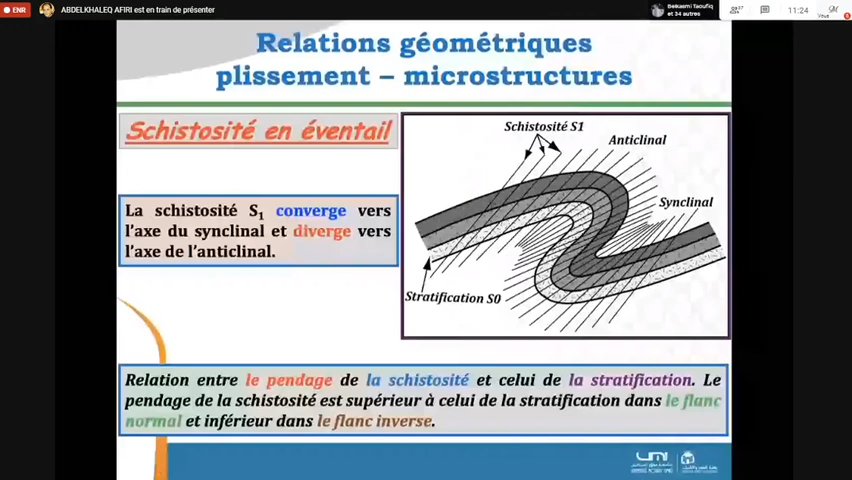 ENR
ABDELKHALEQ AFIRI est en train de présenter
Belkasmi Taoufiq
et 34 autres
37
11:24
Vous
Relations géométriques
plissement – microstructures
Schistosité en éventail
La schistosité S1 converge vers
l'axe du synclinal et diverge vers
l'axe de l'anticlinal.
Schistosité S1
Anticlinal
Synclinal
Stratification S0
Relation entre le pendage de la schistosité et celui de la stratification. Le
pendage de la schistosité est supérieur à celui de la stratification dans le flanc
normal et inférieur dans le flanc inverse.